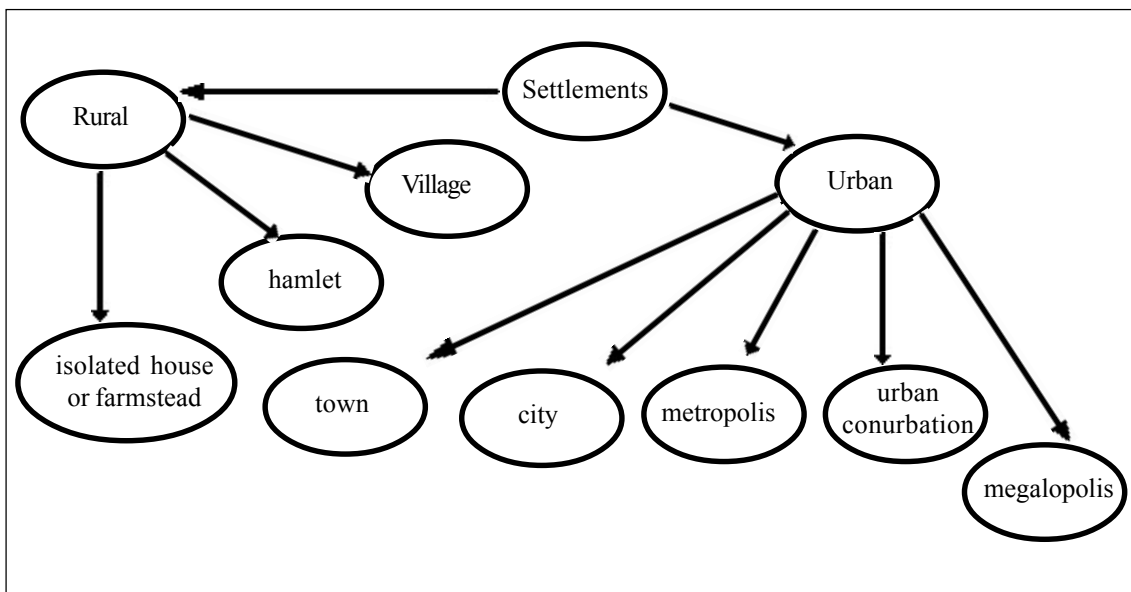 Settlements
Rural
Village
Urban
hamlet
isolated house
or farmstead
town
city
metropolis
urban
conurbation
megalopolis